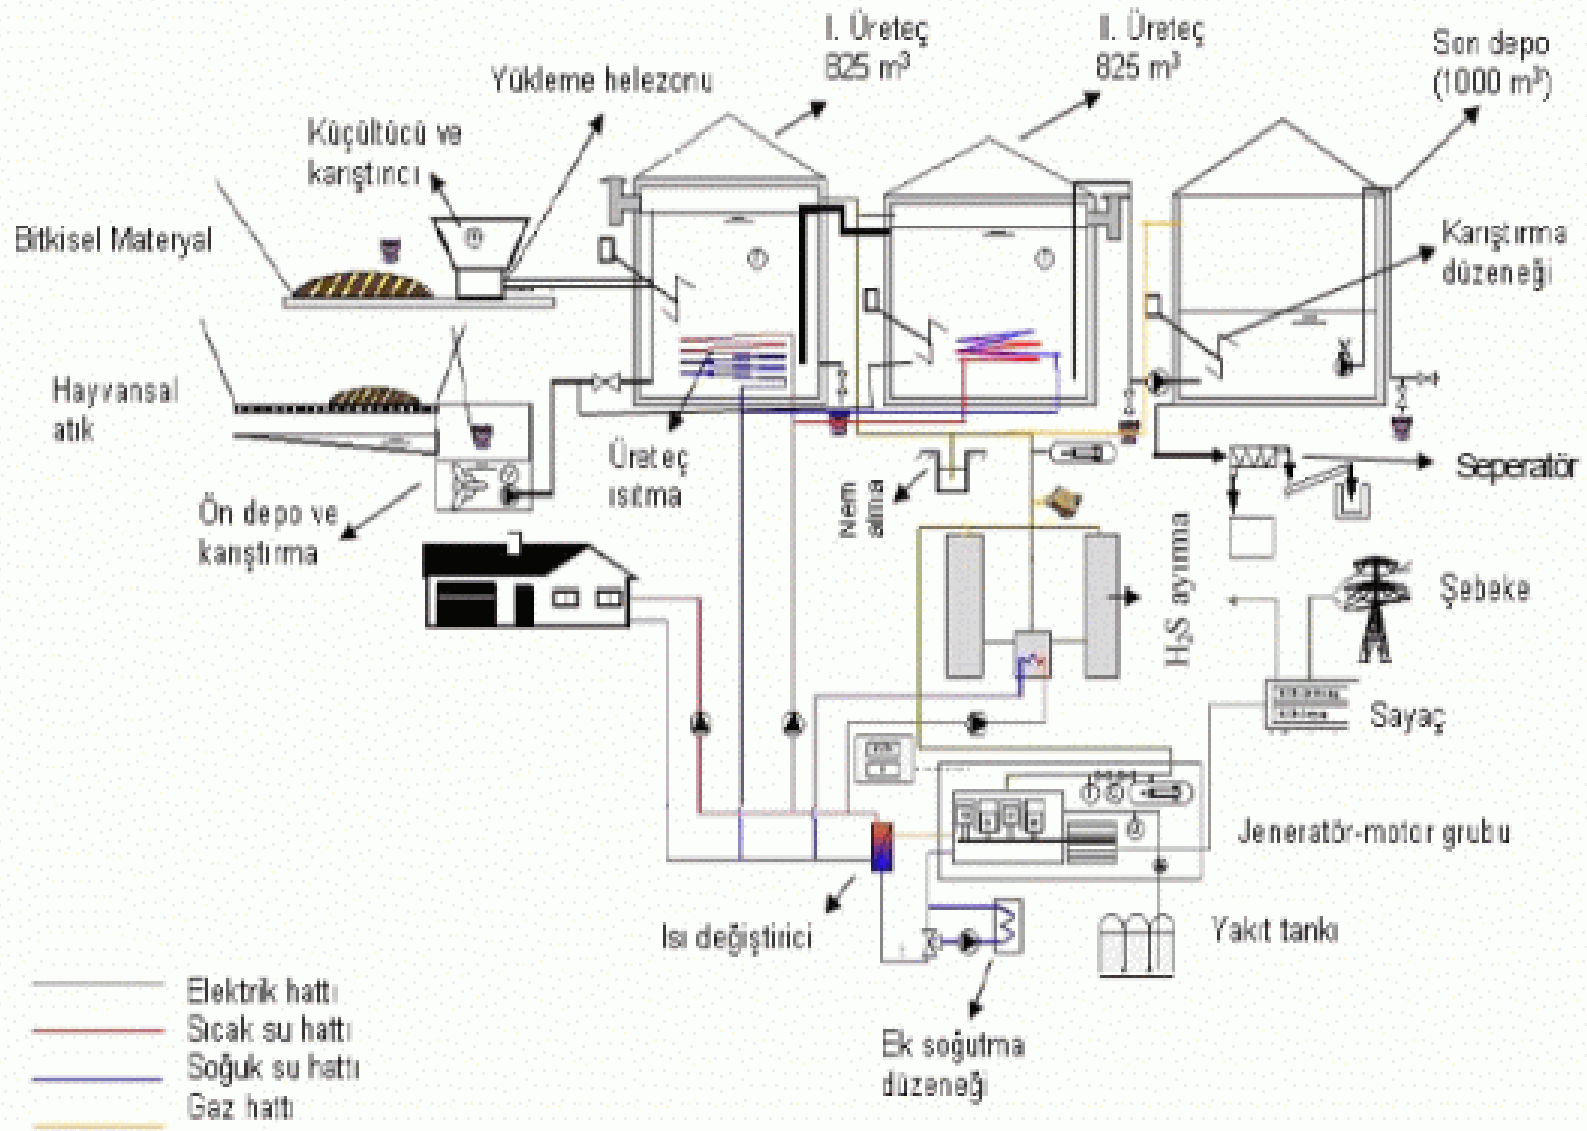 I. Üreteç
825 m³
II. Üreteç
825 m³
Son depo
(1000 m³)
Yükleme helezonu
Küçültücü ve
karıştırıcı
Bitkisel Materyal
Karıştırma
düzeneği
Hayvansal
atık
Üreteç
ısıtma
Nem
alma
Seperatör
Ön depo ve
karıştırma
H₂S ayırma
Şebeke
Sayaç
Jeneratör-motor grubu
Isı değiştirici
Yakıt tankı
Ek soğutma
düzeneği
Elektrik hattı
Sıcak su hattı
Soğuk su hattı
Gaz hattı